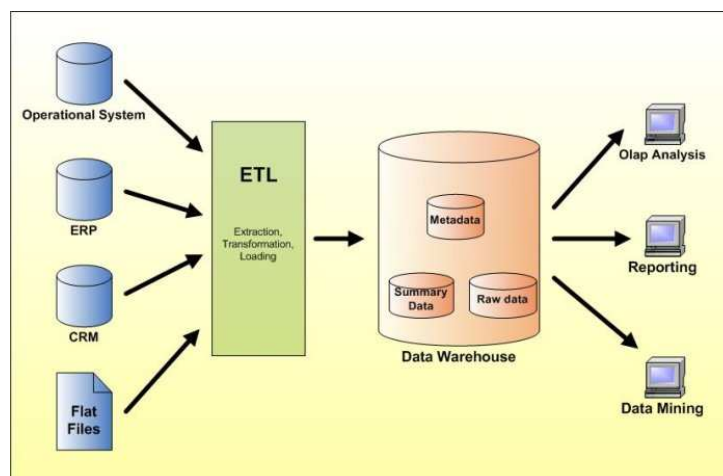 Operational System
ERP
CRM
Flat
Files
ETL
Extraction,
Transformation,
Loading
Metadata
Summary
Data
Raw data
Data Warehouse
Olap Analysis
Reporting
Data Mining